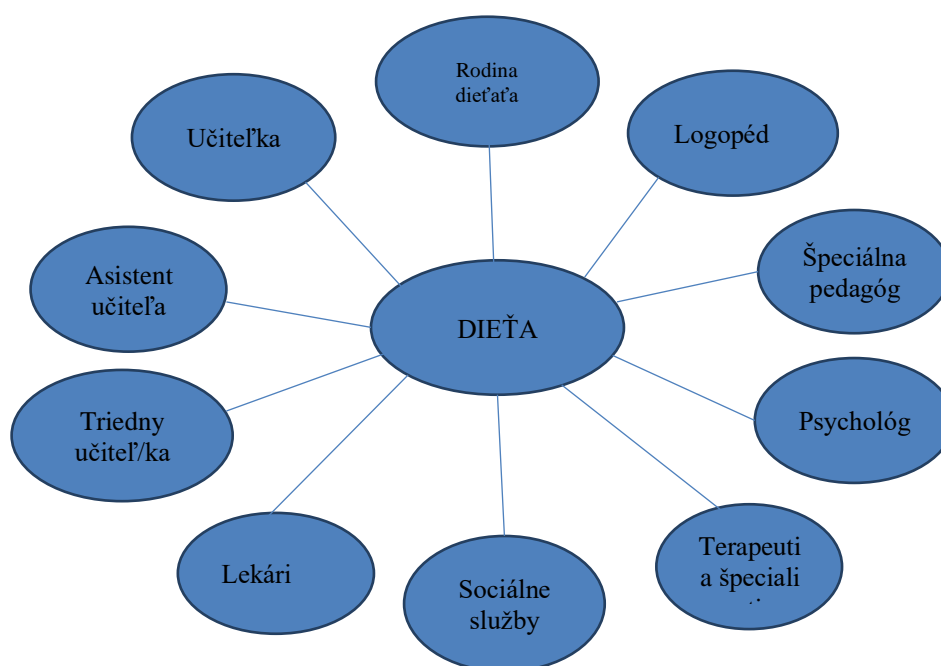 Rodina
dieťaťa
Učiteľka
Logopéd
Asistent
učiteľa
Špeciálna
pedagóg
DIEŤA
Triedny
učiteľ/ka
Psychológ
Lekári
Sociálne
služby
Terapeuti
a špeciali